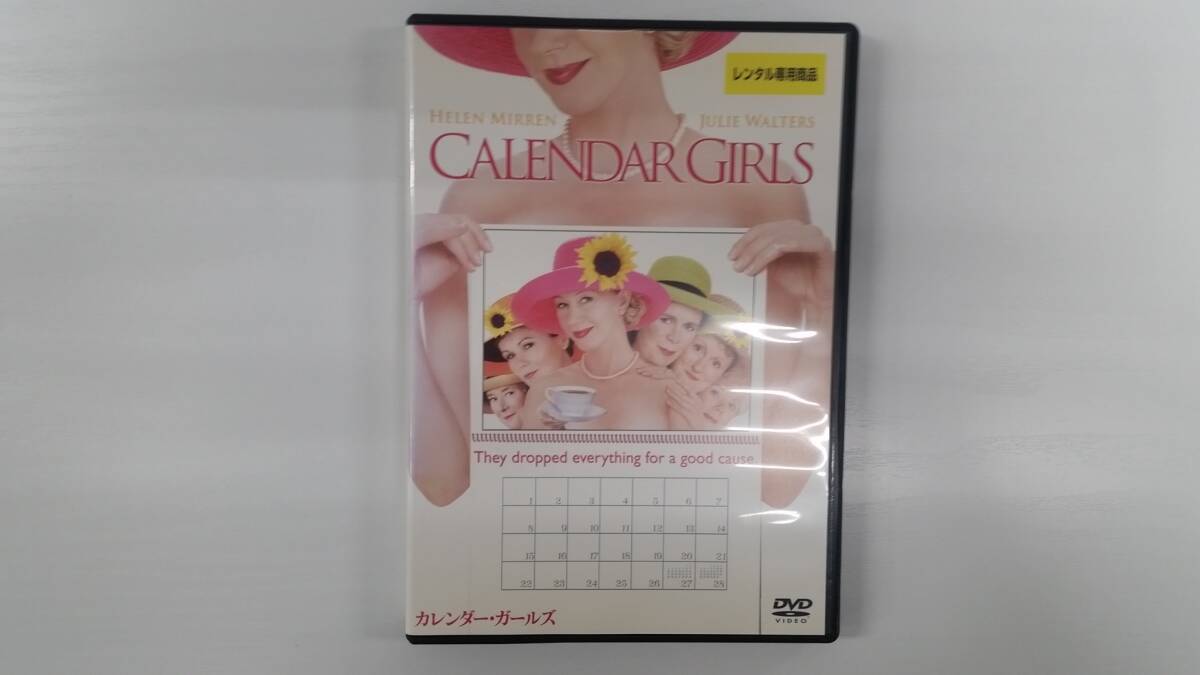 レンタル専用商品
HELEN MIRREN JULIE WALTERS
CALENDAR GIRLS
They dropped everything for a good cause.
1 2 3 4 5 6 7
8 9 10 11 12 13 14
15 16 17 18 19 20 21
22 23 24 25 26 27 28
カレンダー・ガールズ
DVD
VIDEO